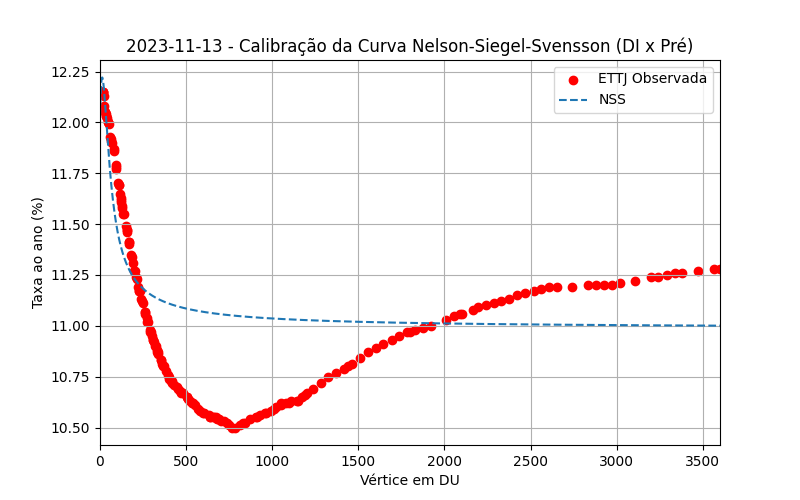 2023-11-13 - Calibração da Curva Nelson-Siegel-Svensson (DI x Pré)
ETTJ Observada
NSS
Taxa ao ano (%)
12.25
12.00
11.75
11.50
11.25
11.00
10.75
10.50
0 500 1000 1500 2000 2500 3000 3500
Vértice em DU